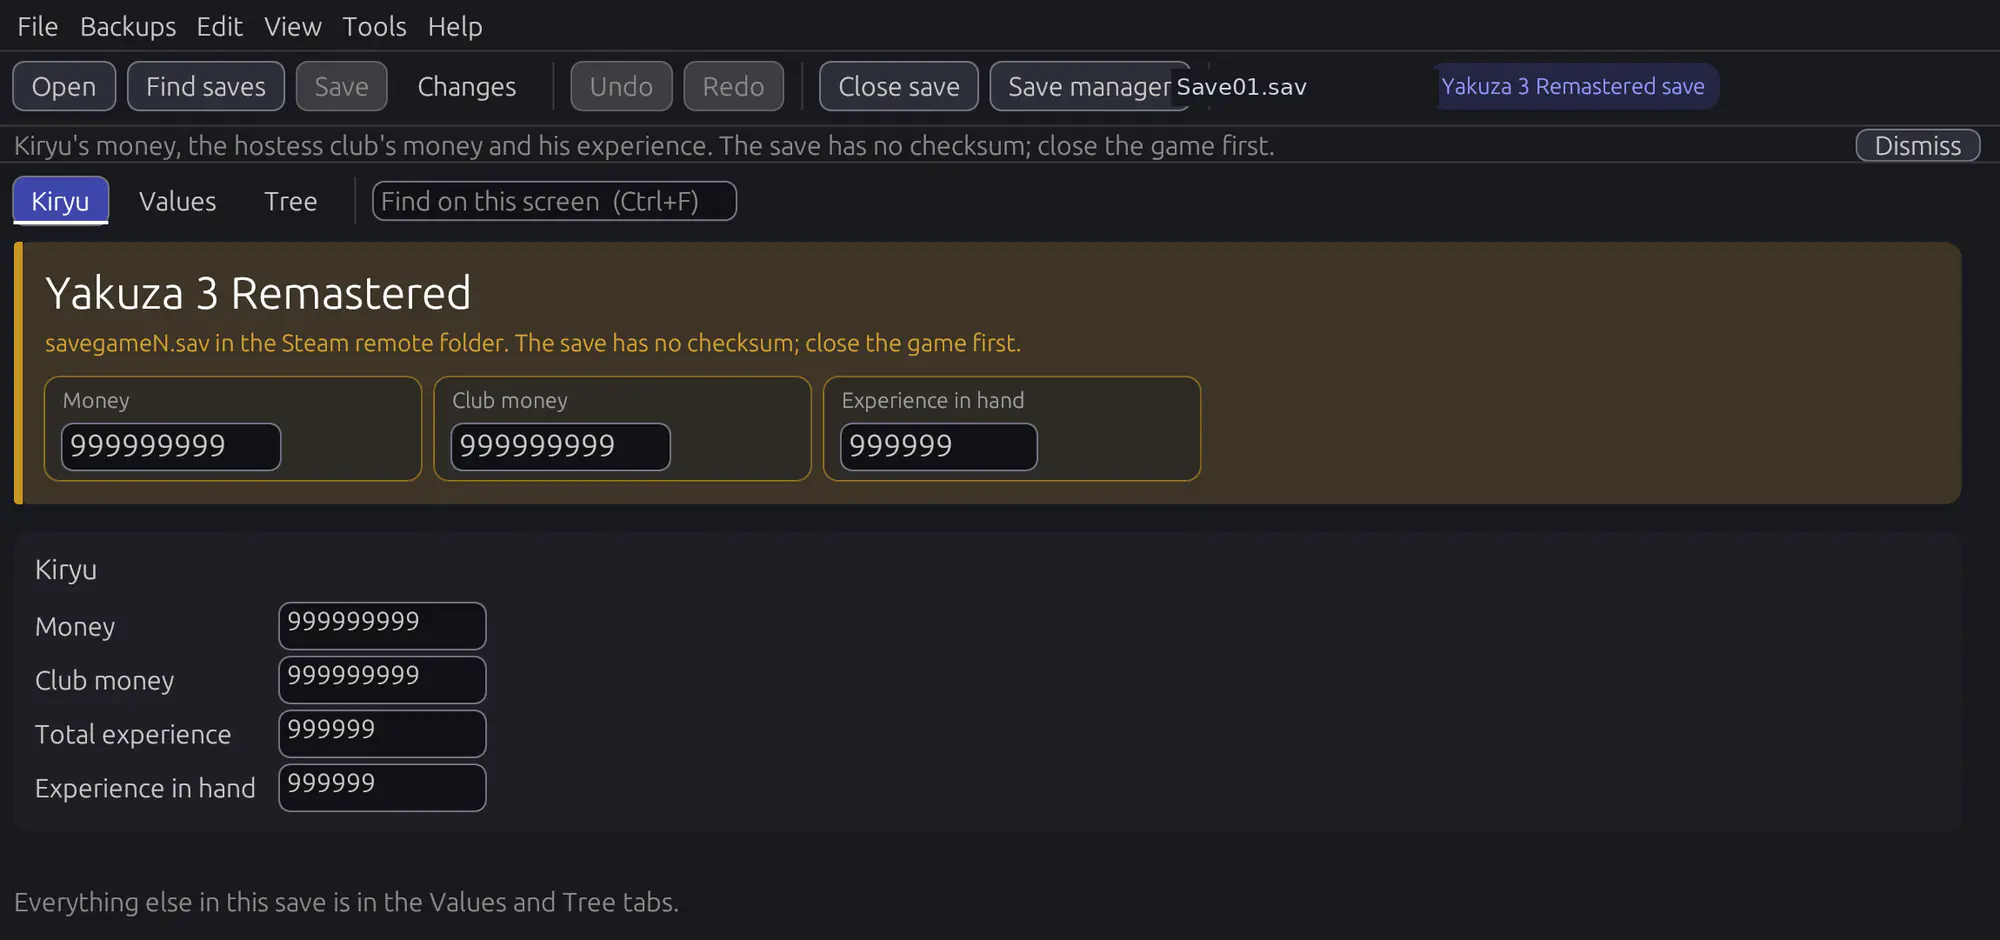 File Backups Edit View Tools Help
Open Find saves Save Changes Undo Redo Close save Save manager Save01.sav Yakuza 3 Remastered save
Kiryu's money, the hostess club's money and his experience. The save has no checksum; close the game first. Dismiss
Kiryu Values Tree Find on this screen (Ctrl+F)
Yakuza 3 Remastered
savegameN.sav in the Steam remote folder. The save has no checksum; close the game first.
Money Club money Experience in hand
999999999 999999999 999999
Kiryu
Money 999999999
Club money 999999999
Total experience 999999
Experience in hand 999999
Everything else in this save is in the Values and Tree tabs.